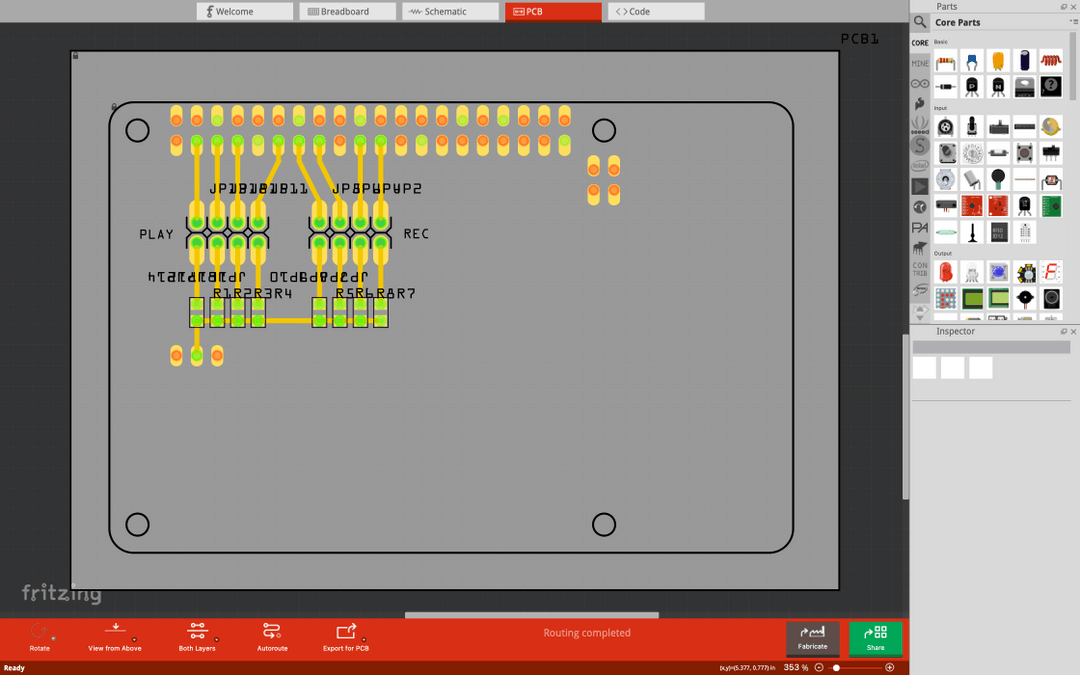 Welcome
Breadboard
Schematic
PCB
Code
Parts
Core Parts
PCB1
CORE
MINE
Basic
Input
seeed
intel
PA
CON
TRIB
Output
PLAY
REC
R1R2R3R4
R5R6R8R7
Inspector
fritzing
Rotate
View from Above
Both Layers
Autoroute
Export for PCB
Routing completed
Fabricate
Share
Ready
(x,y)=(5.377, 0.777) in
353 %